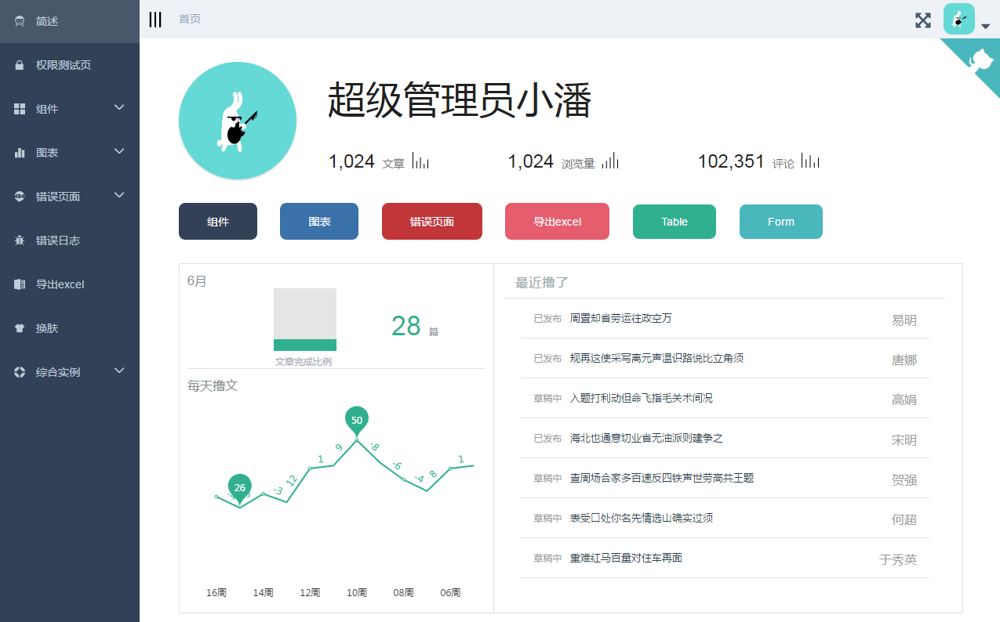 简述
权限测试页
组件
图表
错误页面
错误日志
导出excel
换肤
综合实例
首页
超级管理员小潘
1,024 文章
1,024 浏览量
102,351 评论
组件
图表
错误页面
导出excel
Table
Form
6月
28 篇
文章完成比例
每天撸文
50
26
-3
12
1
9
-8
-6
-4
8
1
16周
14周
12周
10周
08周
06周
最近撸了
已发布 周置却省劳运往政空万 易明
已发布 规再这使采写离元声温识路说比立角须 唐娜
草稿中 入题打利动但命飞指毛关术间况 高娟
已发布 海北也通意切业省无油派则建争之 宋明
草稿中 查周场合家多百速反四铁声世劳高共王题 贺强
草稿中 表受口处你名先情选山确实过须 何超
草稿中 重难红马百量对住车再面 于秀英